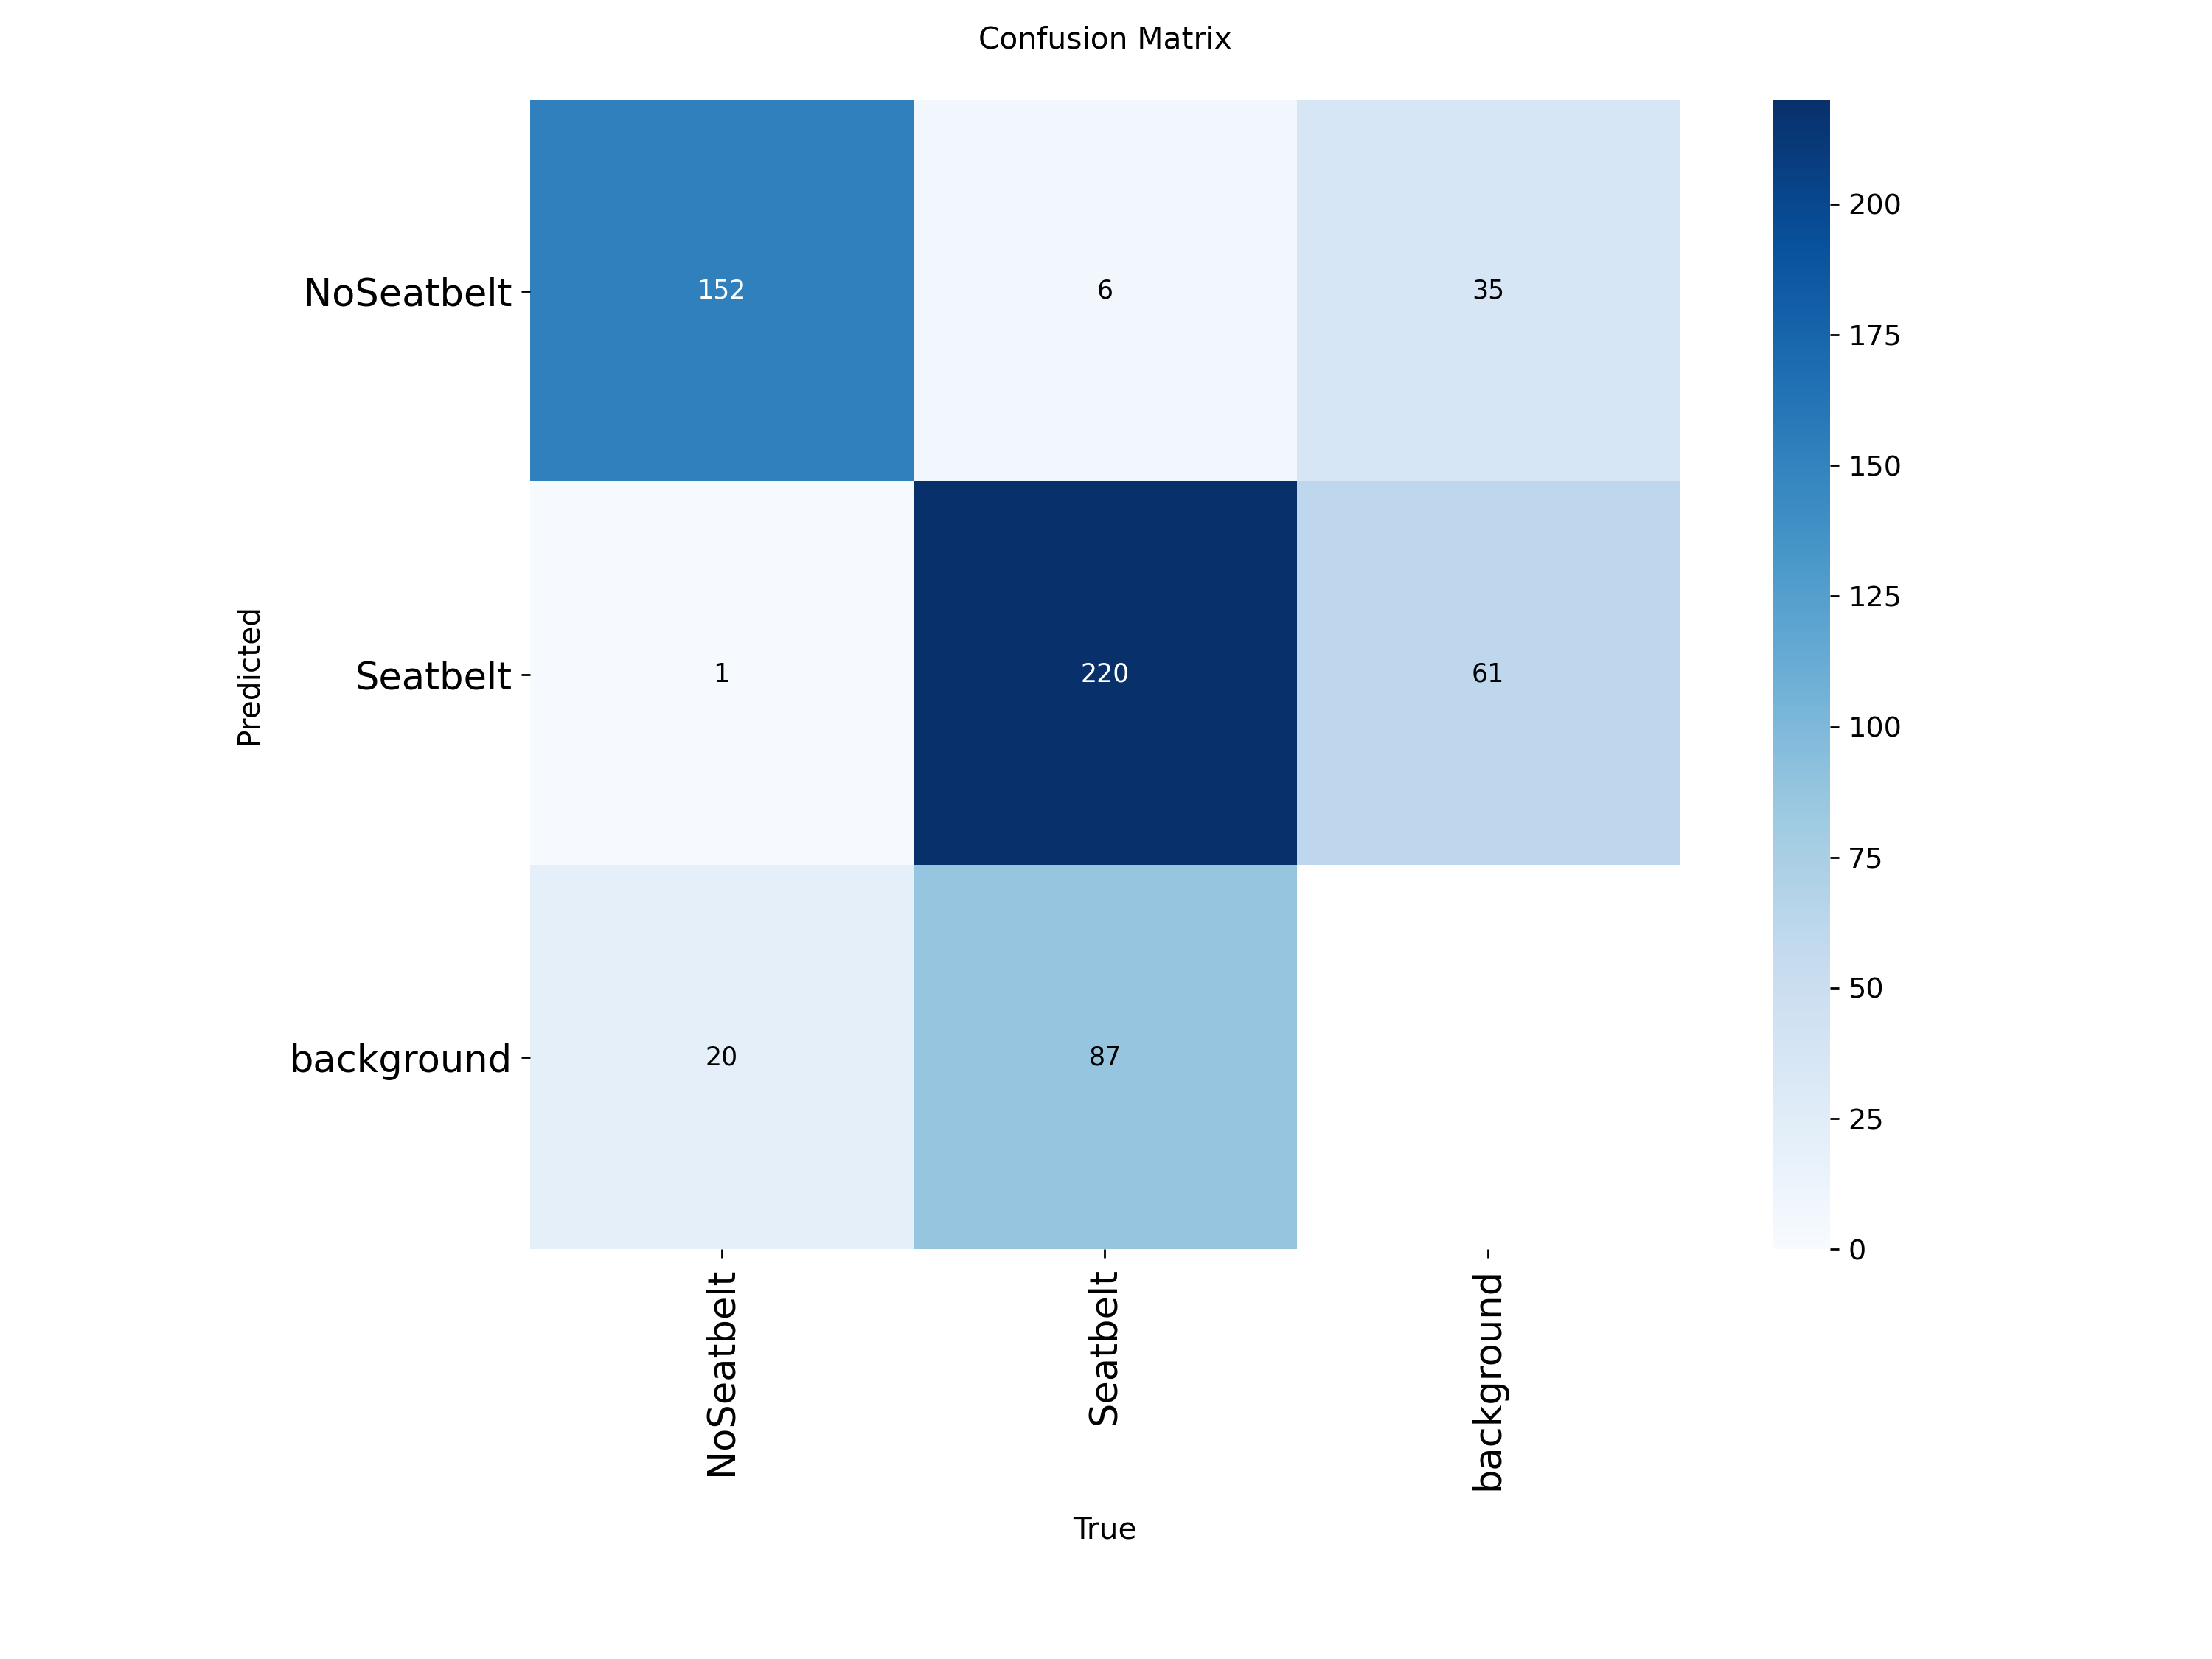 Confusion Matrix
NoSeatbelt
152
6
35
Seatbelt
1
220
61
background
20
87
Predicted
NoSeatbelt
Seatbelt
background
True
200
175
150
125
100
75
50
25
0